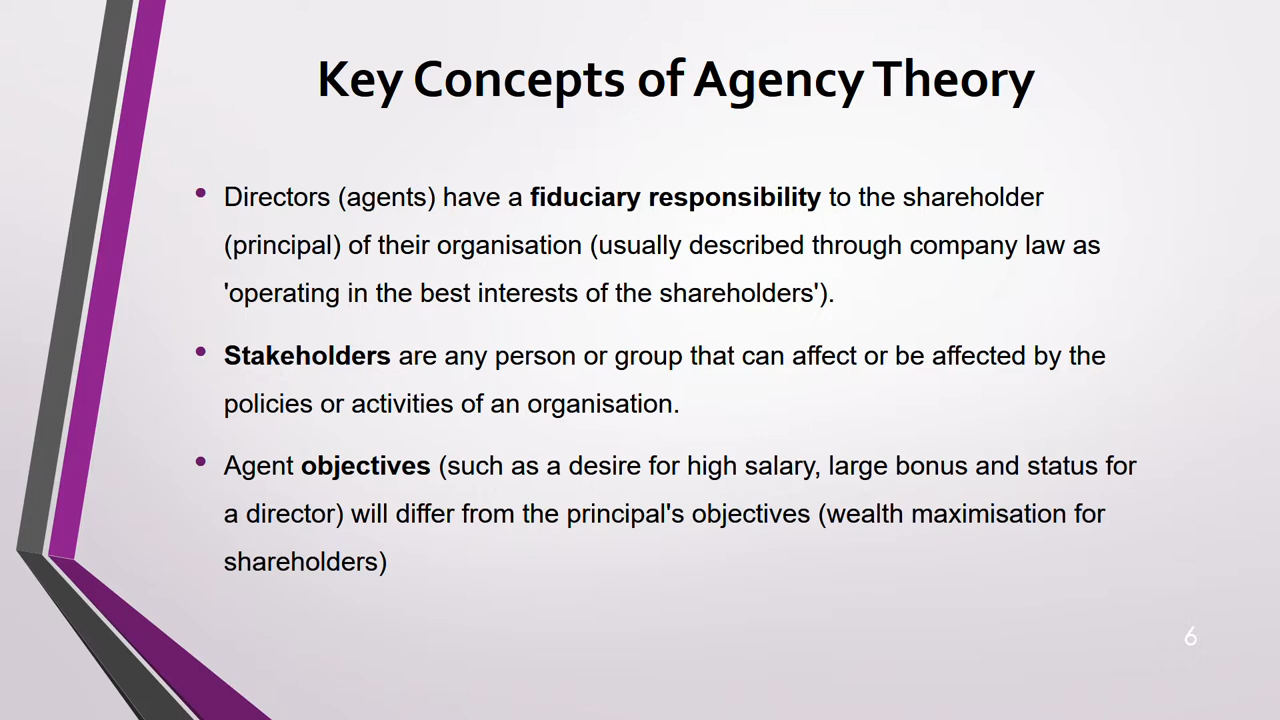 Key Concepts of Agency Theory
• Directors (agents) have a fiduciary responsibility to the shareholder
(principal) of their organisation (usually described through company law as
'operating in the best interests of the shareholders').
• Stakeholders are any person or group that can affect or be affected by the
policies or activities of an organisation.
• Agent objectives (such as a desire for high salary, large bonus and status for
a director) will differ from the principal's objectives (wealth maximisation for
shareholders)
6